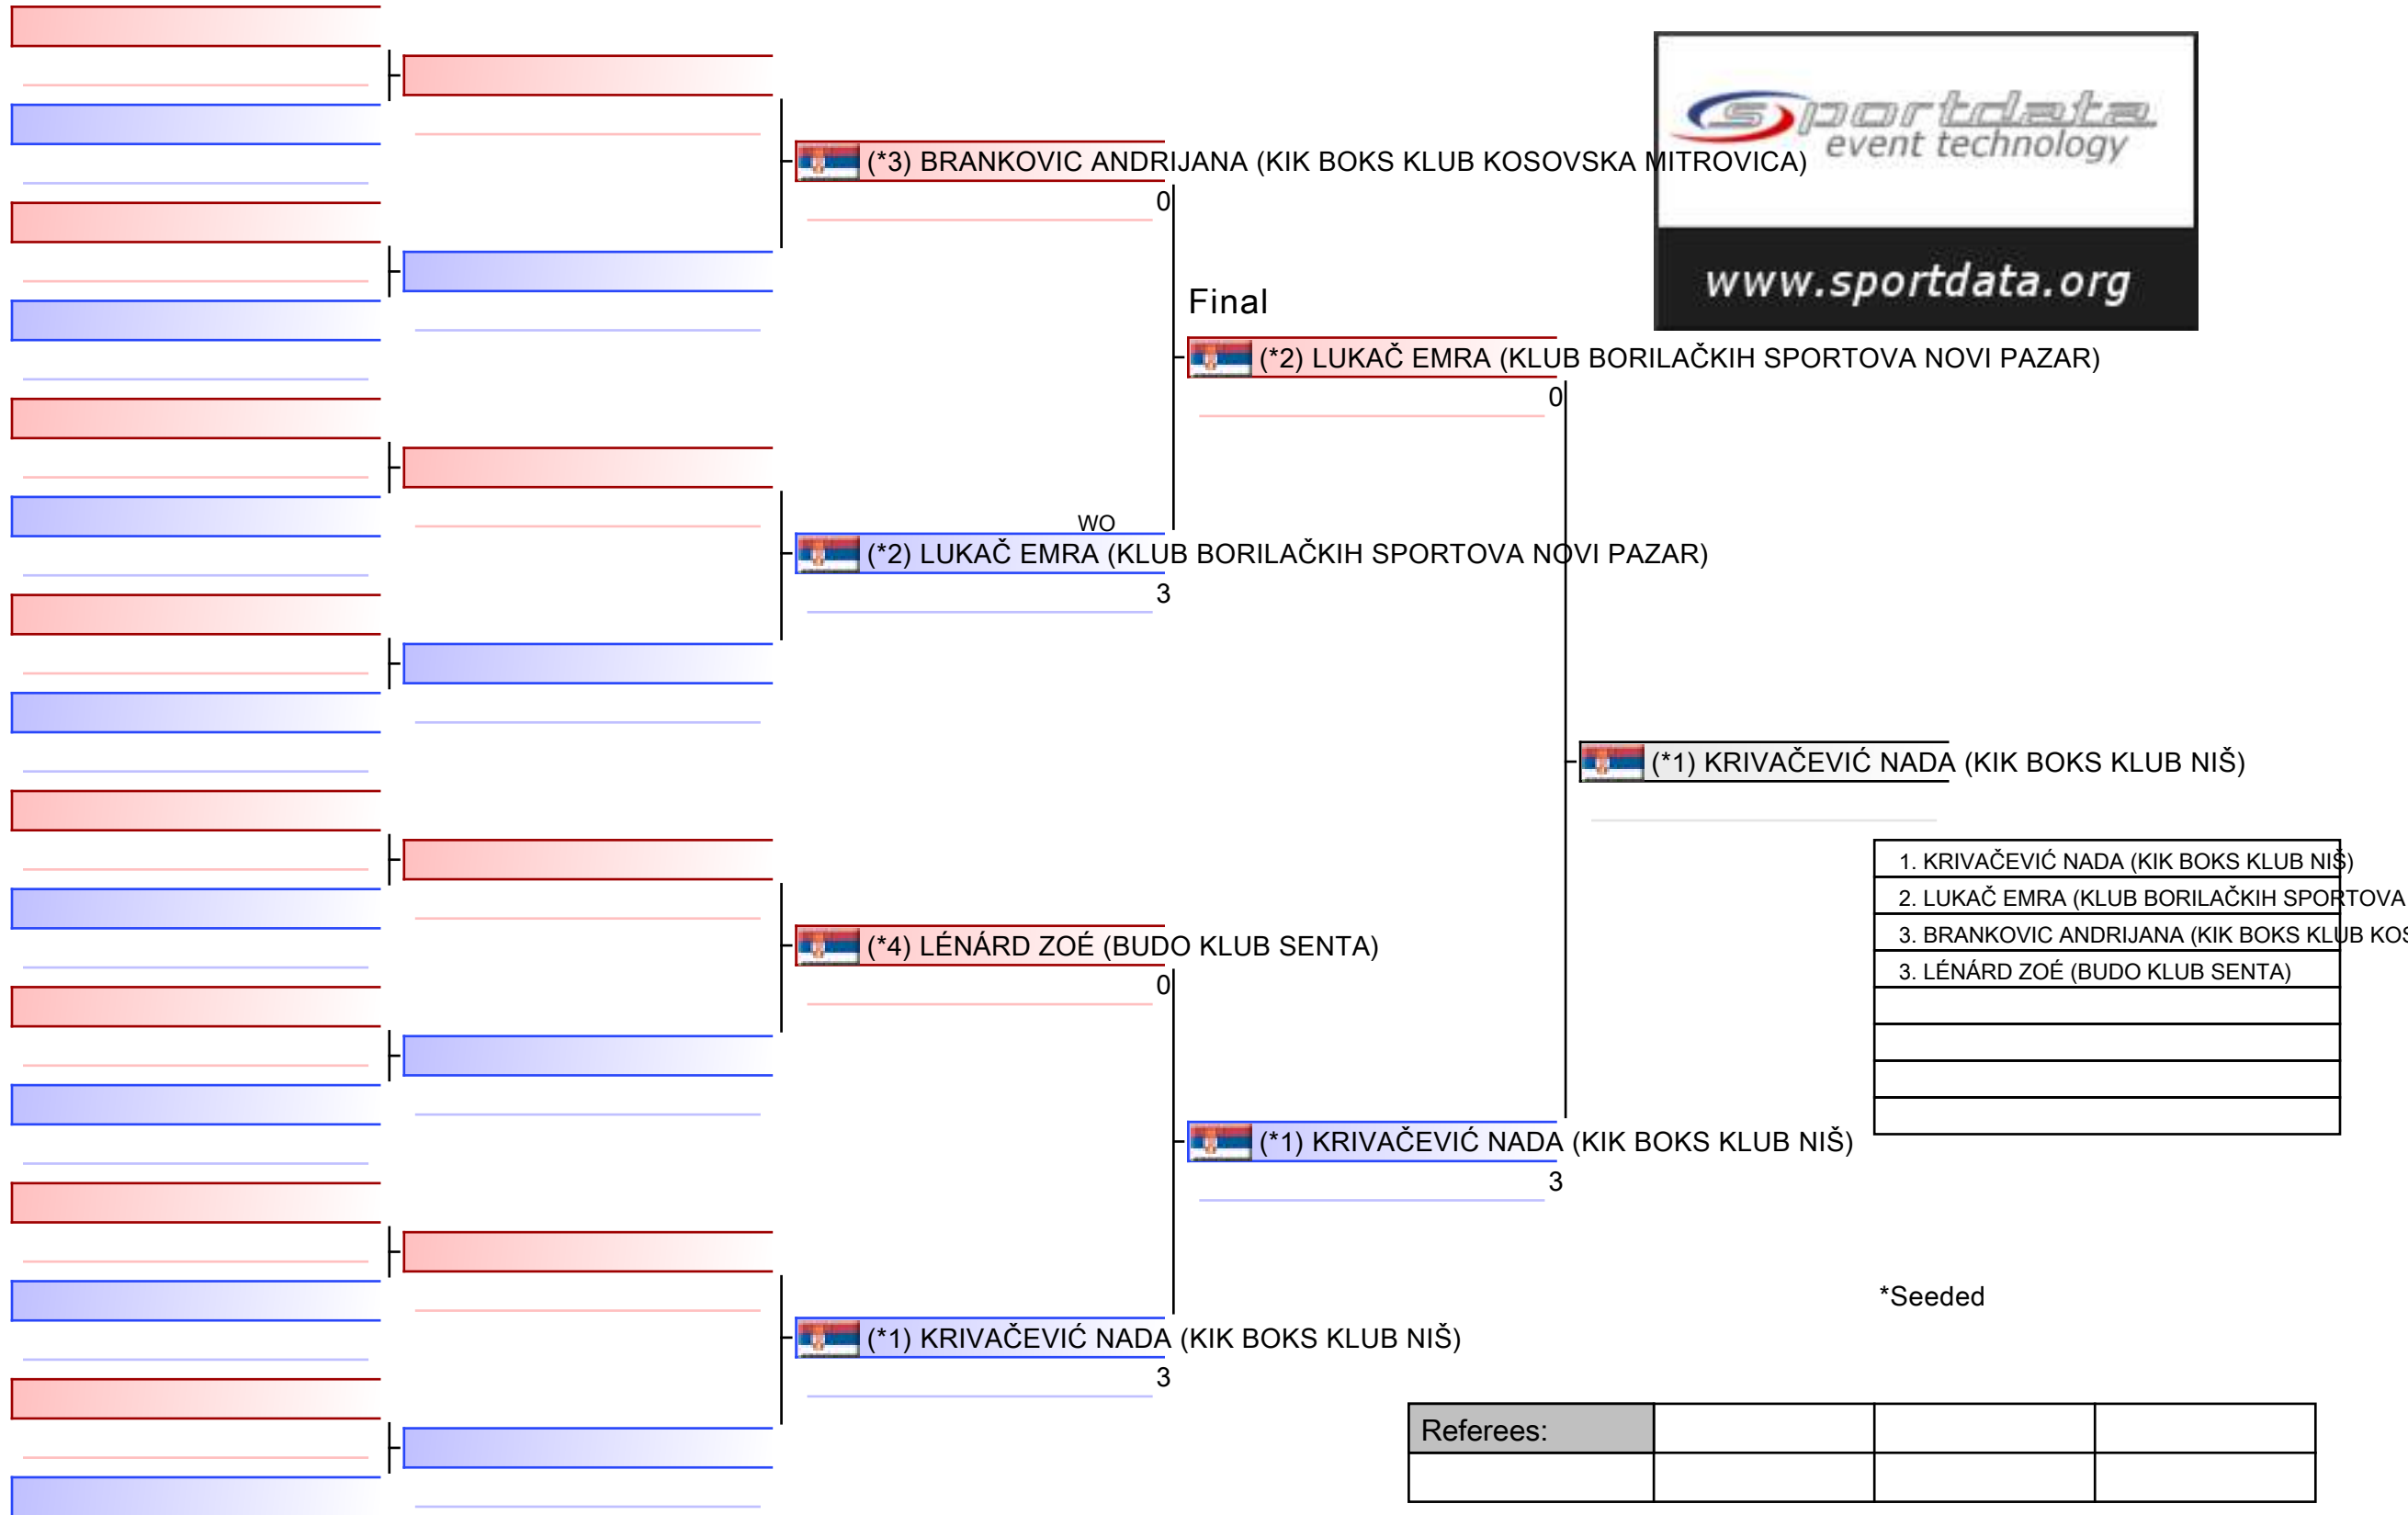 sportdata
event technology
www.sportdata.org
(*3) BRANKOVIC ANDRIJANA (KIK BOKS KLUB KOSOVSKA MITROVICA)
0
Final
(*2) LUKAČ EMRA (KLUB BORILAČKIH SPORTOVA NOVI PAZAR)
0
WO
(*2) LUKAČ EMRA (KLUB BORILAČKIH SPORTOVA NOVI PAZAR)
3
(*1) KRIVAČEVIĆ NADA (KIK BOKS KLUB NIŠ)
1. KRIVAČEVIĆ NADA (KIK BOKS KLUB NIŠ)
2. LUKAČ EMRA (KLUB BORILAČKIH SPORTOVA
3. BRANKOVIC ANDRIJANA (KIK BOKS KLUB KOS
3. LÉNÁRD ZOÉ (BUDO KLUB SENTA)
(*4) LÉNÁRD ZOÉ (BUDO KLUB SENTA)
0
(*1) KRIVAČEVIĆ NADA (KIK BOKS KLUB NIŠ)
3
*Seeded
(*1) KRIVAČEVIĆ NADA (KIK BOKS KLUB NIŠ)
3
Referees: